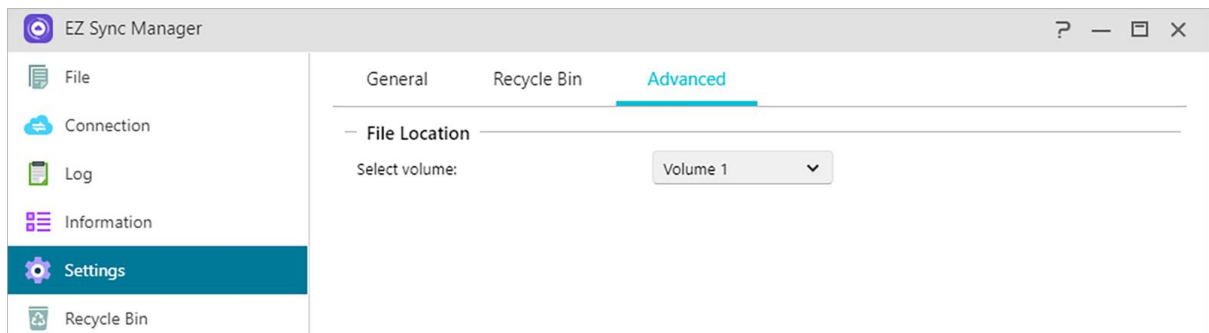 EZ Sync Manager
File
Connection
Log
Information
Settings
Recycle Bin
General Recycle Bin Advanced
File Location
Select volume: Volume 1